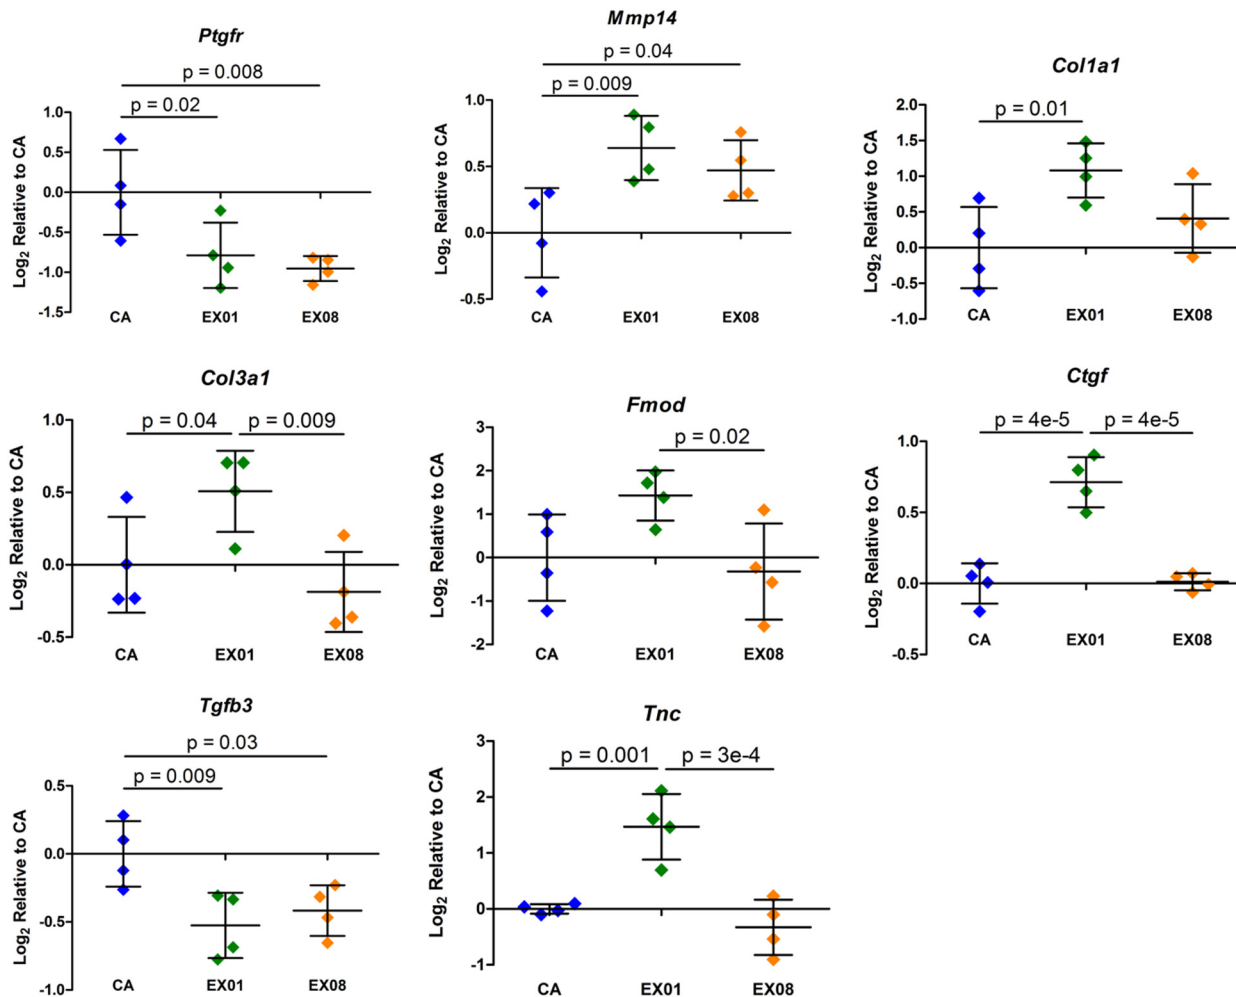 Ptgfr
p = 0.008
p = 0.02
Log2 Relative to CA
1.0
0.5
0.0
-0.5
-1.0
-1.5
CA EX01 EX08
Mmp14
p = 0.04
p = 0.009
Log2 Relative to CA
1.0
0.5
0.0
-0.5
CA EX01 EX08
Col1a1
p = 0.01
Log2 Relative to CA
2.0
1.5
1.0
0.5
0.0
-0.5
-1.0
CA EX01 EX08
Col3a1
p = 0.04 p = 0.009
Log2 Relative to CA
1.0
0.5
0.0
-0.5
CA EX01 EX08
Fmod
p = 0.02
Log2 Relative to CA
3
2
1
0
-1
-2
CA EX01 EX08
Ctgf
p = 4e-5 p = 4e-5
Log2 Relative to CA
1.0
0.5
0.0
-0.5
CA EX01 EX08
Tgfb3
p = 0.03
p = 0.009
Log2 Relative to CA
0.5
0.0
-0.5
-1.0
CA EX01 EX08
Tnc
p = 0.001 p = 3e-4
Log2 Relative to CA
3
2
1
0
-1
CA EX01 EX08